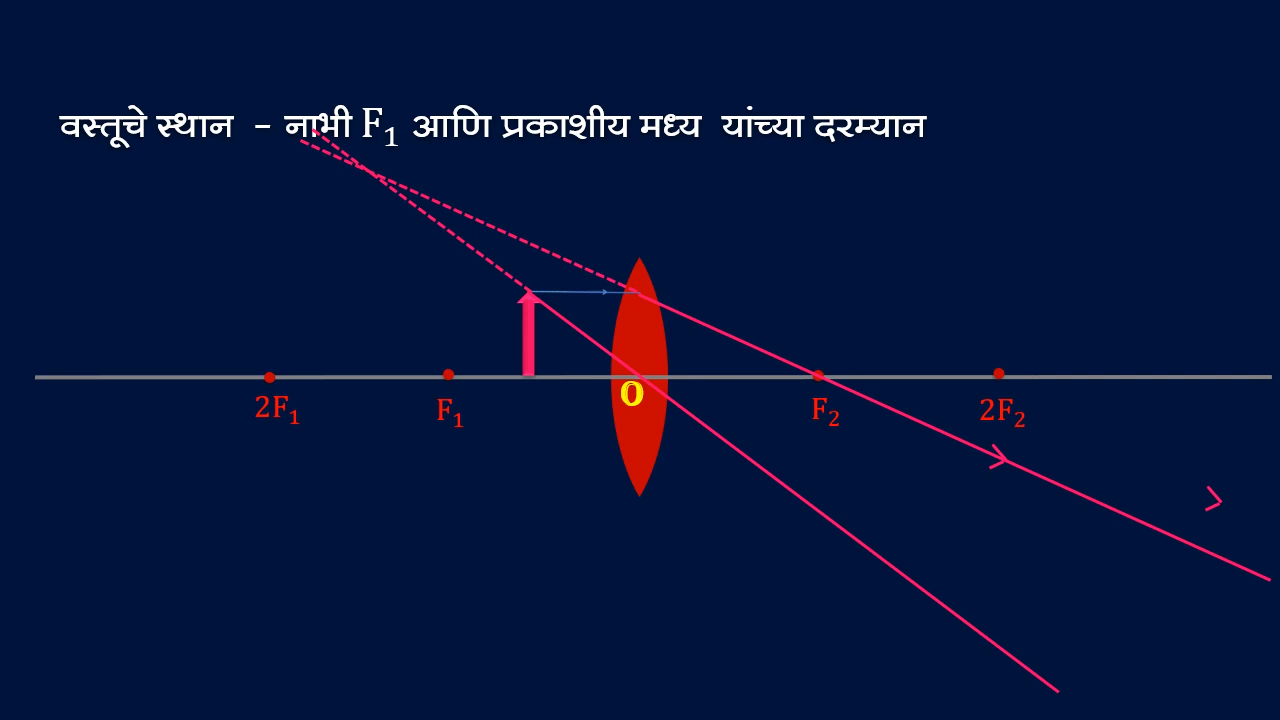 वस्तूचे स्थान – नाभी F₁ आणि प्रकाशीय मध्य यांच्या दरम्यान
2F₁ F₁ O F₂ 2F₂